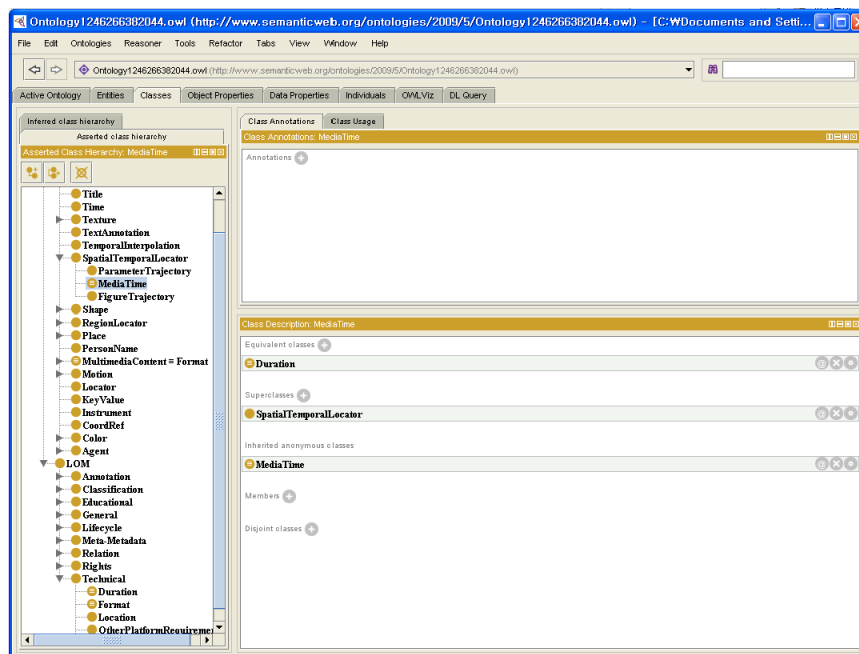 Ontology1246266382044.owl (http://www.semanticweb.org/ontologies/2009/5/Ontology1246266382044.owl) - [C:₩Documents and Setti...
File Edit Ontologies Reasoner Tools Refactor Tabs View Window Help
Ontology1246266382044.owl (http://www.semanticweb.org/ontologies/2009/5/Ontology1246266382044.owl)
Active Ontology Entities Classes Object Properties Data Properties Individuals OWLViz DL Query
Inferred class hierarchy
Asserted class hierarchy
Asserted Class Hierarchy: MediaTime
Title
Time
Texture
TextAnnotation
TemporalInterpolation
SpatialTemporalLocator
ParameterTrajectory
MediaTime
FigureTrajectory
Shape
RegionLocator
Place
PersonName
MultimediaContent = Format
Motion
Locator
KeyValue
Instrument
CoordRef
Color
Agent
LOM
Annotation
Classification
Educational
General
Lifecycle
Meta-Metadata
Relation
Rights
Technical
Duration
Format
Location
OtherPlatformRequireme
Class Annotations Class Usage
Class Annotations: MediaTime
Annotations
Class Description: MediaTime
Equivalent classes
Duration
Superclasses
SpatialTemporalLocator
Inherited anonymous classes
MediaTime
Members
Disjoint classes